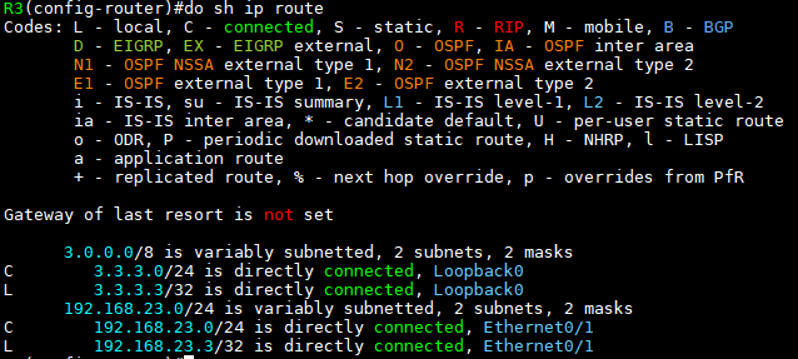 R3(config-router)#do sh ip route
Codes: L - local, C - connected, S - static, R - RIP, M - mobile, B - BGP
D - EIGRP, EX - EIGRP external, O - OSPF, IA - OSPF inter area
N1 - OSPF NSSA external type 1, N2 - OSPF NSSA external type 2
E1 - OSPF external type 1, E2 - OSPF external type 2
i - IS-IS, su - IS-IS summary, L1 - IS-IS level-1, L2 - IS-IS level-2
ia - IS-IS inter area, * - candidate default, U - per-user static route
o - ODR, P - periodic downloaded static route, H - NHRP, l - LISP
a - application route
+ - replicated route, % - next hop override, p - overrides from PfR
Gateway of last resort is not set
3.0.0.0/8 is variably subnetted, 2 subnets, 2 masks
C 3.3.3.0/24 is directly connected, Loopback0
L 3.3.3.3/32 is directly connected, Loopback0
192.168.23.0/24 is variably subnetted, 2 subnets, 2 masks
C 192.168.23.0/24 is directly connected, Ethernet0/1
L 192.168.23.3/32 is directly connected, Ethernet0/1